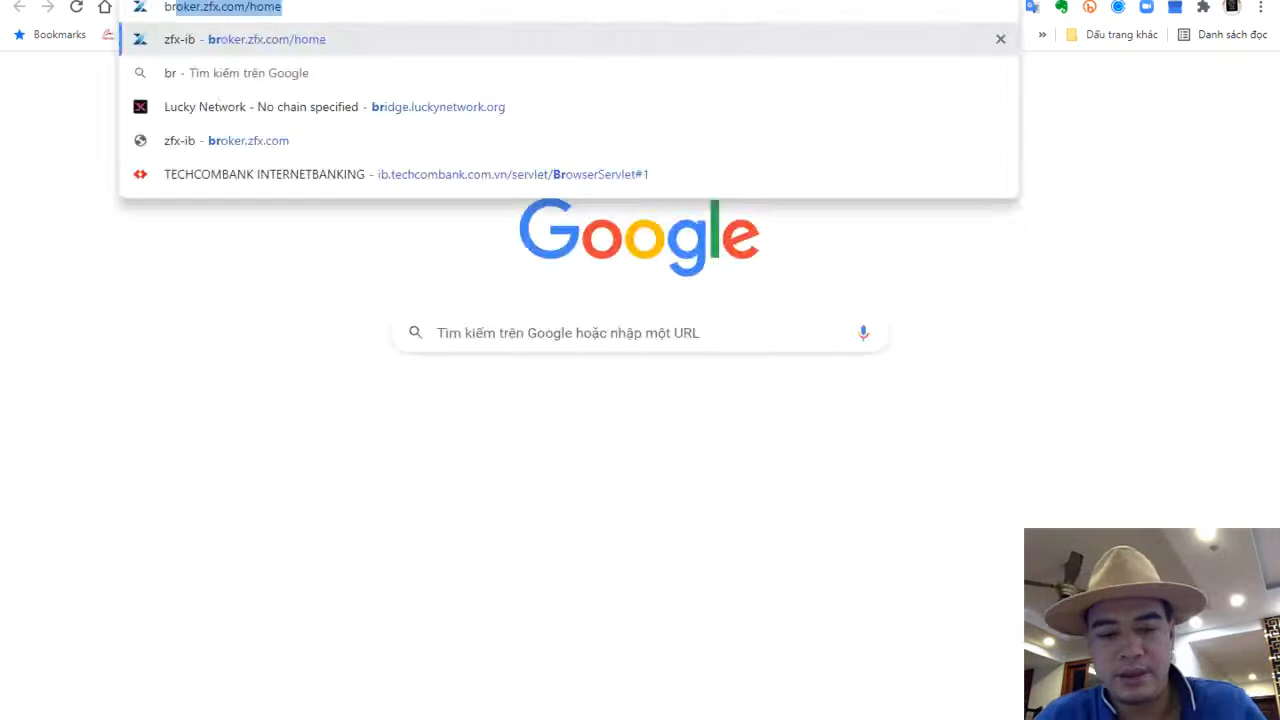 broker.zfx.com/home
Bookmarks
»
Dấu trang khác
Danh sách đọc
zfx-ib - broker.zfx.com/home
br - Tìm kiếm trên Google
Lucky Network - No chain specified - bridge.luckynetwork.org
zfx-ib - broker.zfx.com
TECHCOMBANK INTERNETBANKING - ib.techcombank.com.vn/servlet/BrowserServlet#1
Google
Tìm kiếm trên Google hoặc nhập một URL